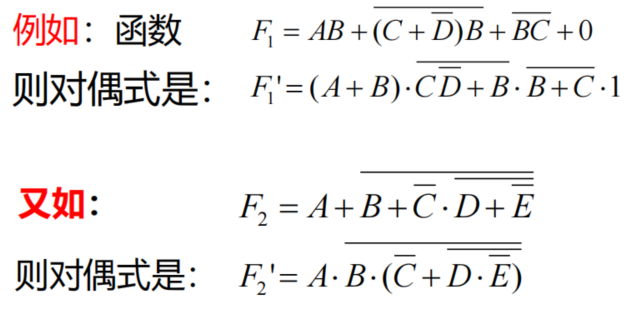 例如：函数 $F_1 = AB + \overline{(C + \overline{D})B} + \overline{BC} + 0$
则对偶式是： $F_1' = (A + B) \cdot \overline{C\overline{D} + B} \cdot \overline{B + C} \cdot 1$
又如： $F_2 = A + \overline{B + \overline{C} \cdot \overline{D + \overline{\overline{E}}}}$
则对偶式是： $F_2' = A \cdot \overline{B \cdot (\overline{C} + \overline{D \cdot \overline{E}})}$